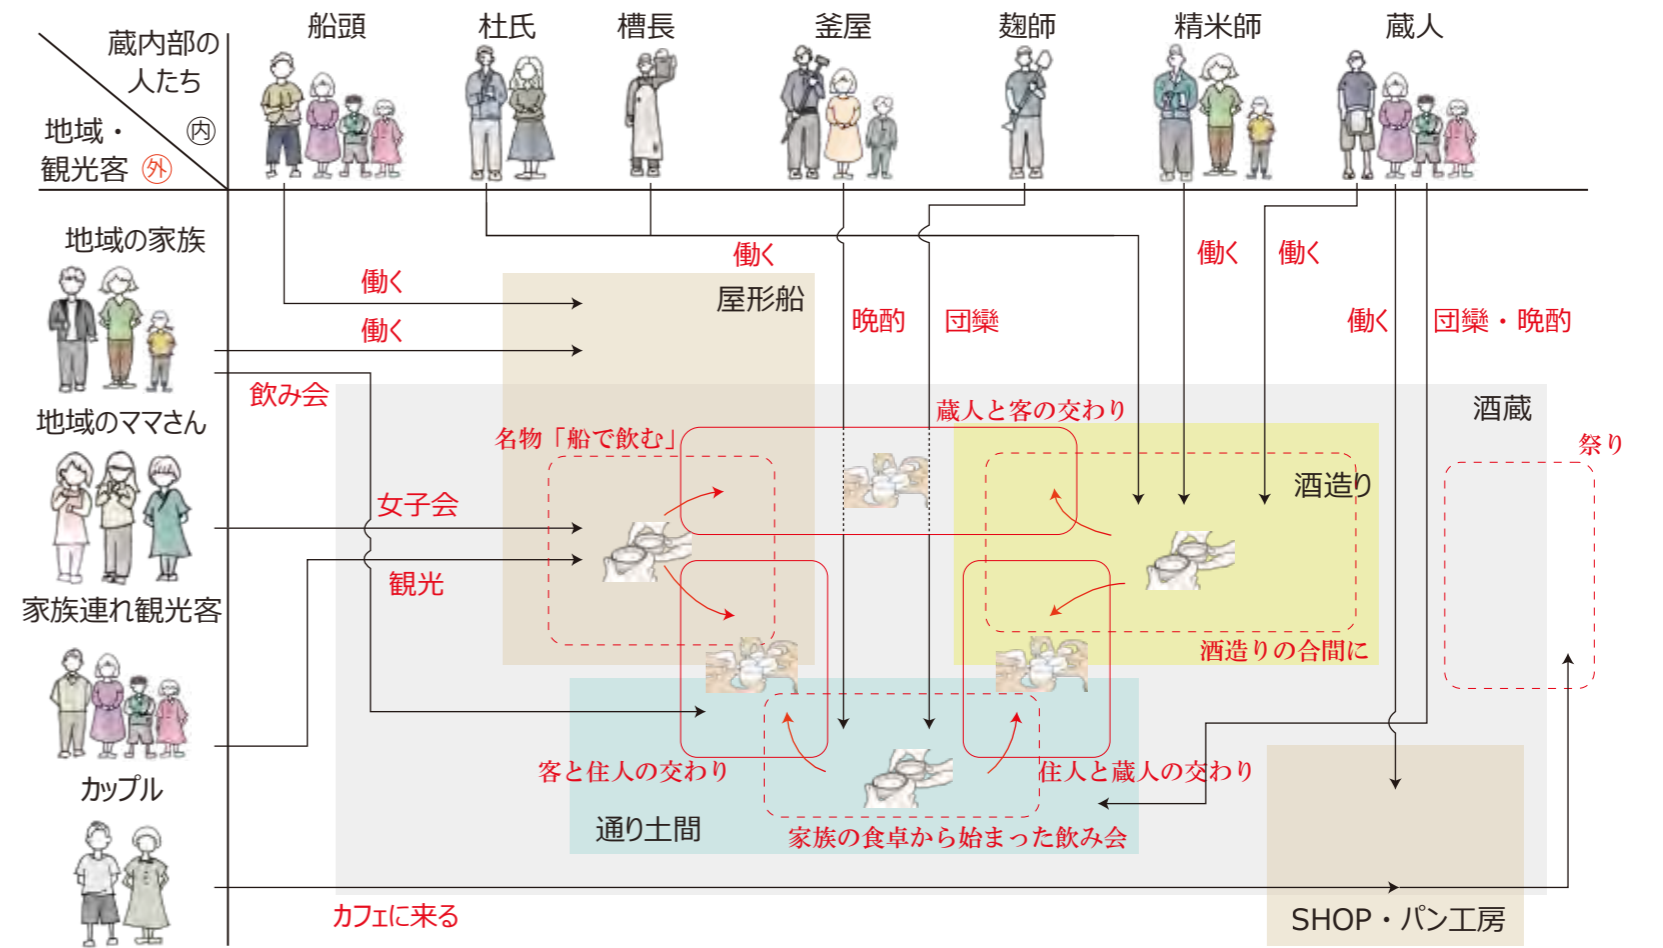 船頭
杜氏
槽長
釜屋
麹師
精米師
蔵人
蔵内部の
人たち
内
地域・
観光客 外
地域の家族
地域のママさん
家族連れ観光客
カップル
働く
働く
働く
働く
働く
晩酌
団欒
働く
団欒・晩酌
屋形船
飲み会
酒蔵
蔵人と客の交わり
名物「船で飲む」
祭り
酒造り
女子会
観光
酒造りの合間に
客と住人の交わり
住人と蔵人の交わり
通り土間
家族の食卓から始まった飲み会
カフェに来る
SHOP・パン工房